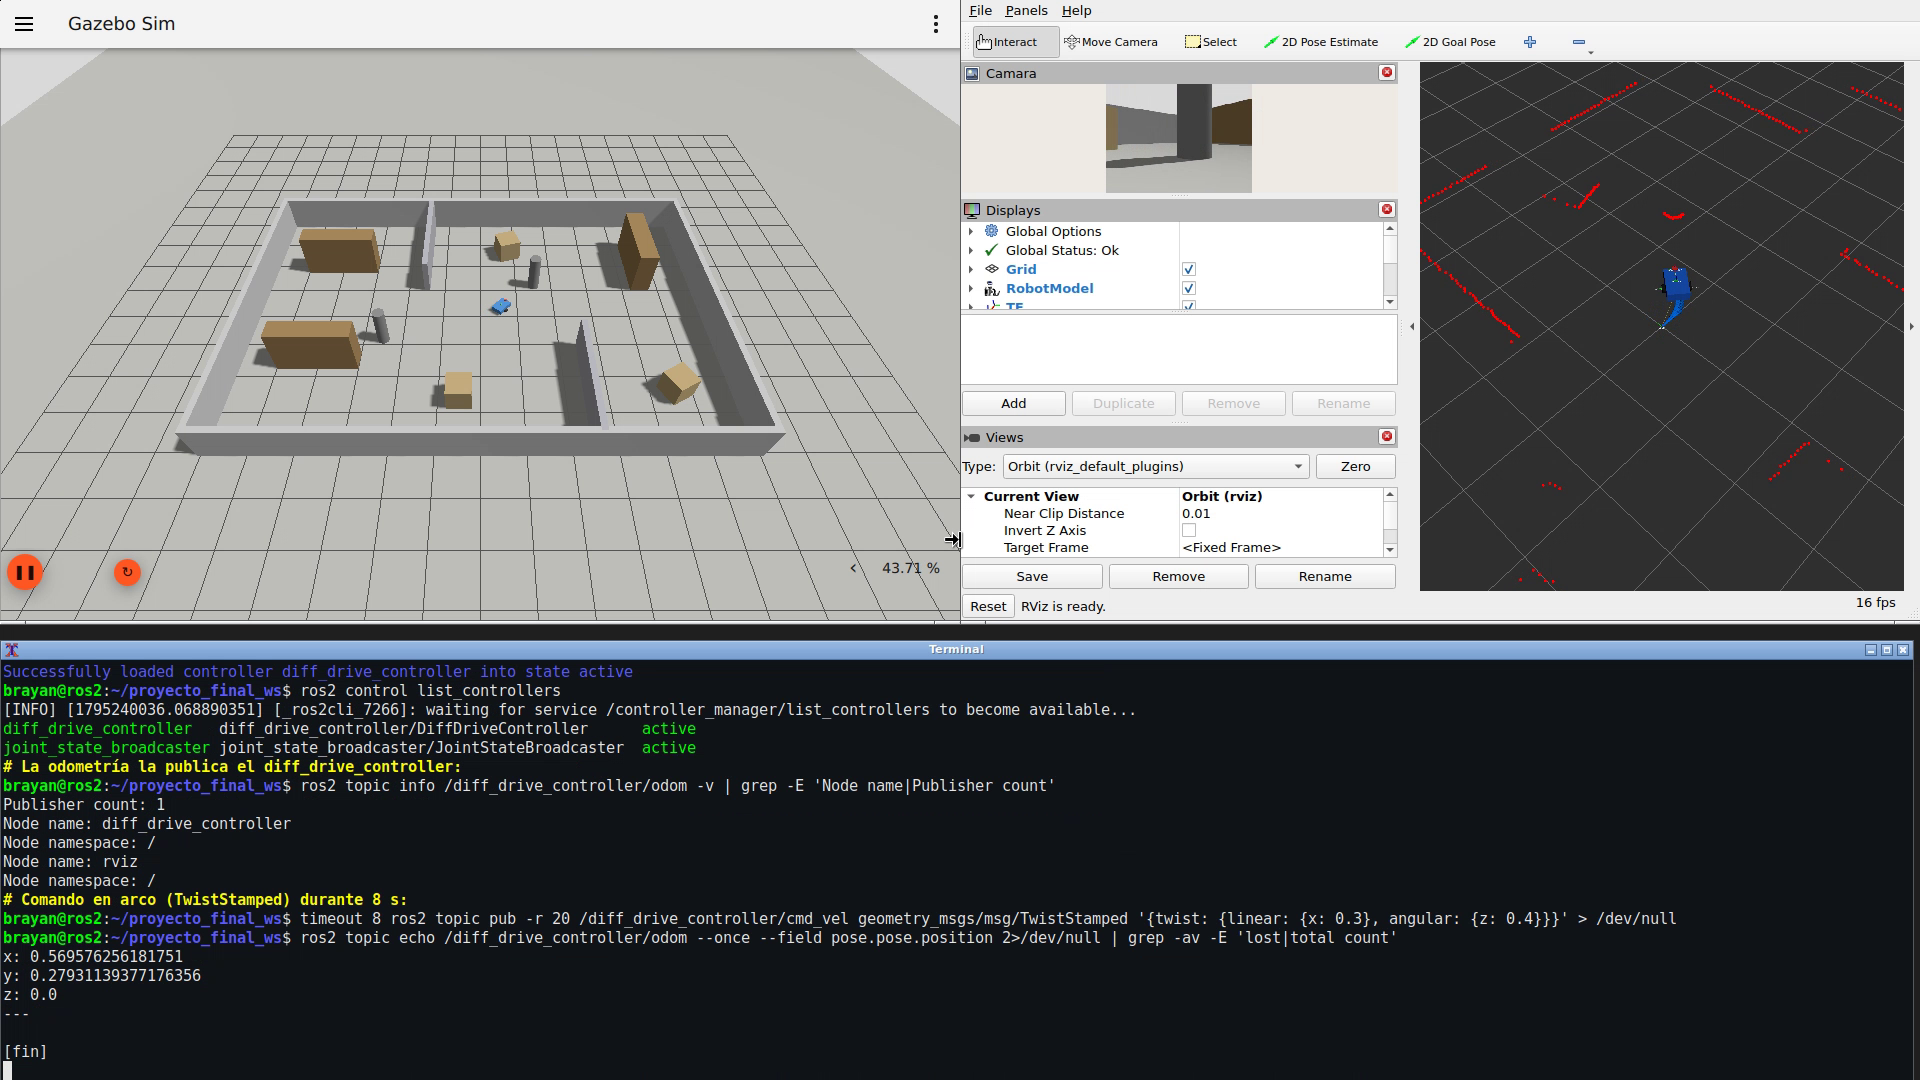 Gazebo Sim
43.71 %
File Panels Help
Interact Move Camera Select 2D Pose Estimate 2D Goal Pose
Camara
Displays
Global Options
Global Status: Ok
Grid
RobotModel
TF
Add Duplicate Remove Rename
Views
Type: Orbit (rviz_default_plugins) Zero
Current View Orbit (rviz)
Near Clip Distance 0.01
Invert Z Axis
Target Frame <Fixed Frame>
Save Remove Rename
Reset RViz is ready.
16 fps
Terminal
Successfully loaded controller diff_drive_controller into state active
brayan@ros2:~/proyecto_final_ws$ ros2 control list_controllers
[INFO] [1795240036.068890351] [_ros2cli_7266]: waiting for service /controller_manager/list_controllers to become available...
diff_drive_controller diff_drive_controller/DiffDriveController active
joint_state_broadcaster joint_state_broadcaster/JointStateBroadcaster active
# La odometría la publica el diff_drive_controller:
brayan@ros2:~/proyecto_final_ws$ ros2 topic info /diff_drive_controller/odom -v | grep -E 'Node name|Publisher count'
Publisher count: 1
Node name: diff_drive_controller
Node namespace: /
Node name: rviz
Node namespace: /
# Comando en arco (TwistStamped) durante 8 s:
brayan@ros2:~/proyecto_final_ws$ timeout 8 ros2 topic pub -r 20 /diff_drive_controller/cmd_vel geometry_msgs/msg/TwistStamped '{twist: {linear: {x: 0.3}, angular: {z: 0.4}}}' > /dev/null
brayan@ros2:~/proyecto_final_ws$ ros2 topic echo /diff_drive_controller/odom --once --field pose.pose.position 2>/dev/null | grep -av -E 'lost|total count'
x: 0.569576256181751
y: 0.27931139377176356
z: 0.0
---
[fin]